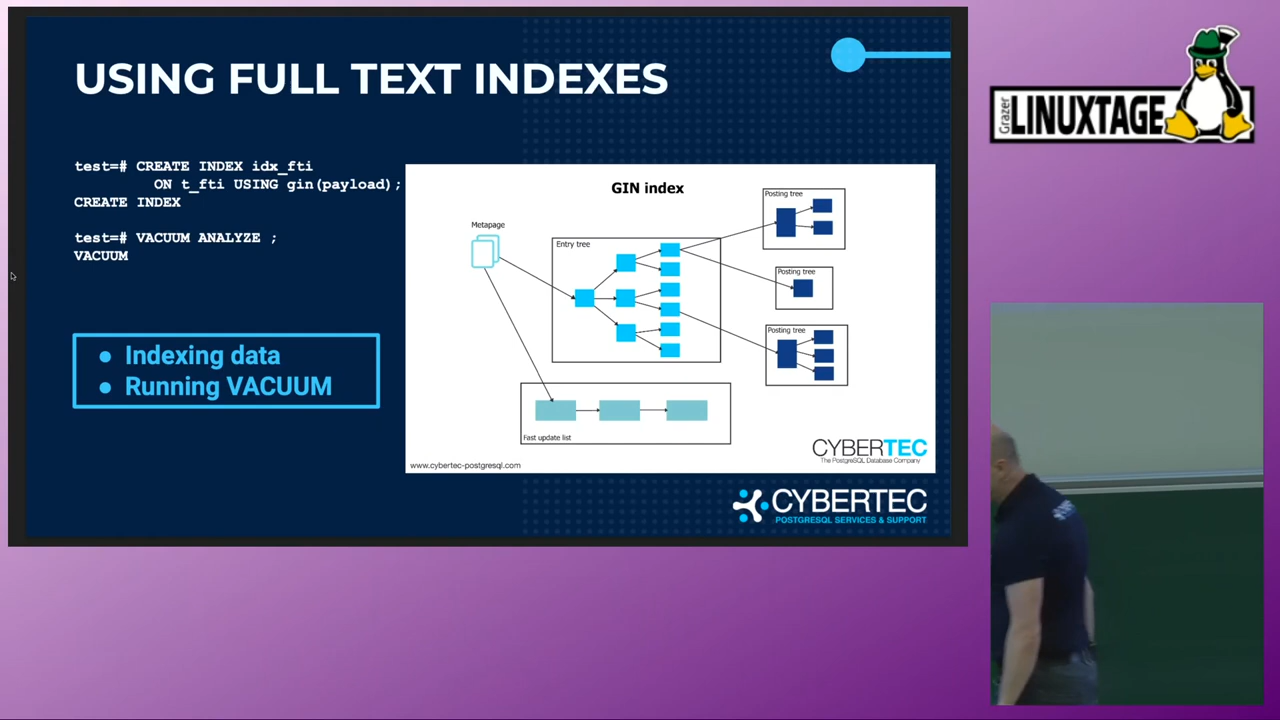 USING FULL TEXT INDEXES
test=# CREATE INDEX idx_fti
ON t_fti USING gin(payload);
CREATE INDEX
test=# VACUUM ANALYZE ;
VACUUM
● Indexing data
● Running VACUUM
GIN index
Metapage
Entry tree
Posting tree
Posting tree
Posting tree
Fast update list
www.cybertec-postgresql.com
CYBERTEC
The PostgreSQL Database Company
CYBERTEC
POSTGRESQL SERVICES & SUPPORT
Grazer
LINUXTAGE